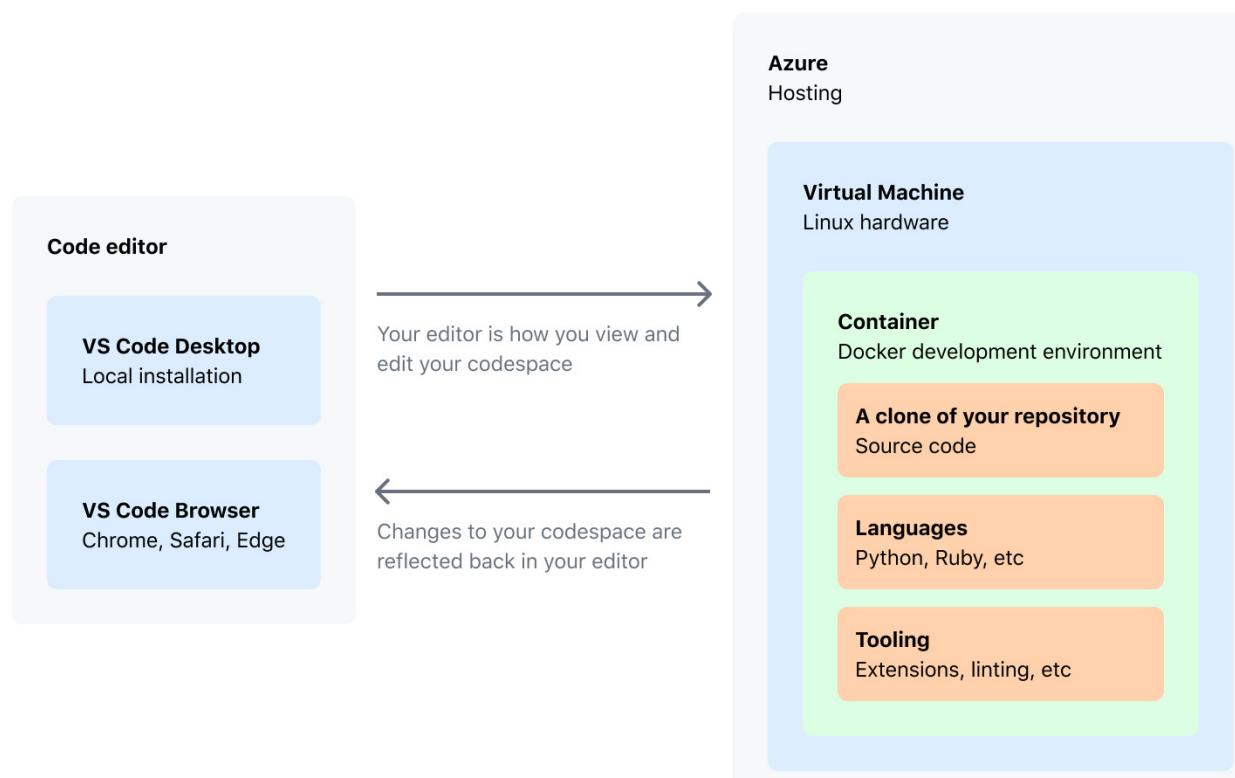 Code editor
VS Code Desktop
Local installation
VS Code Browser
Chrome, Safari, Edge
Your editor is how you view and
edit your codespace
Changes to your codespace are
reflected back in your editor
Azure
Hosting
Virtual Machine
Linux hardware
Container
Docker development environment
A clone of your repository
Source code
Languages
Python, Ruby, etc
Tooling
Extensions, linting, etc